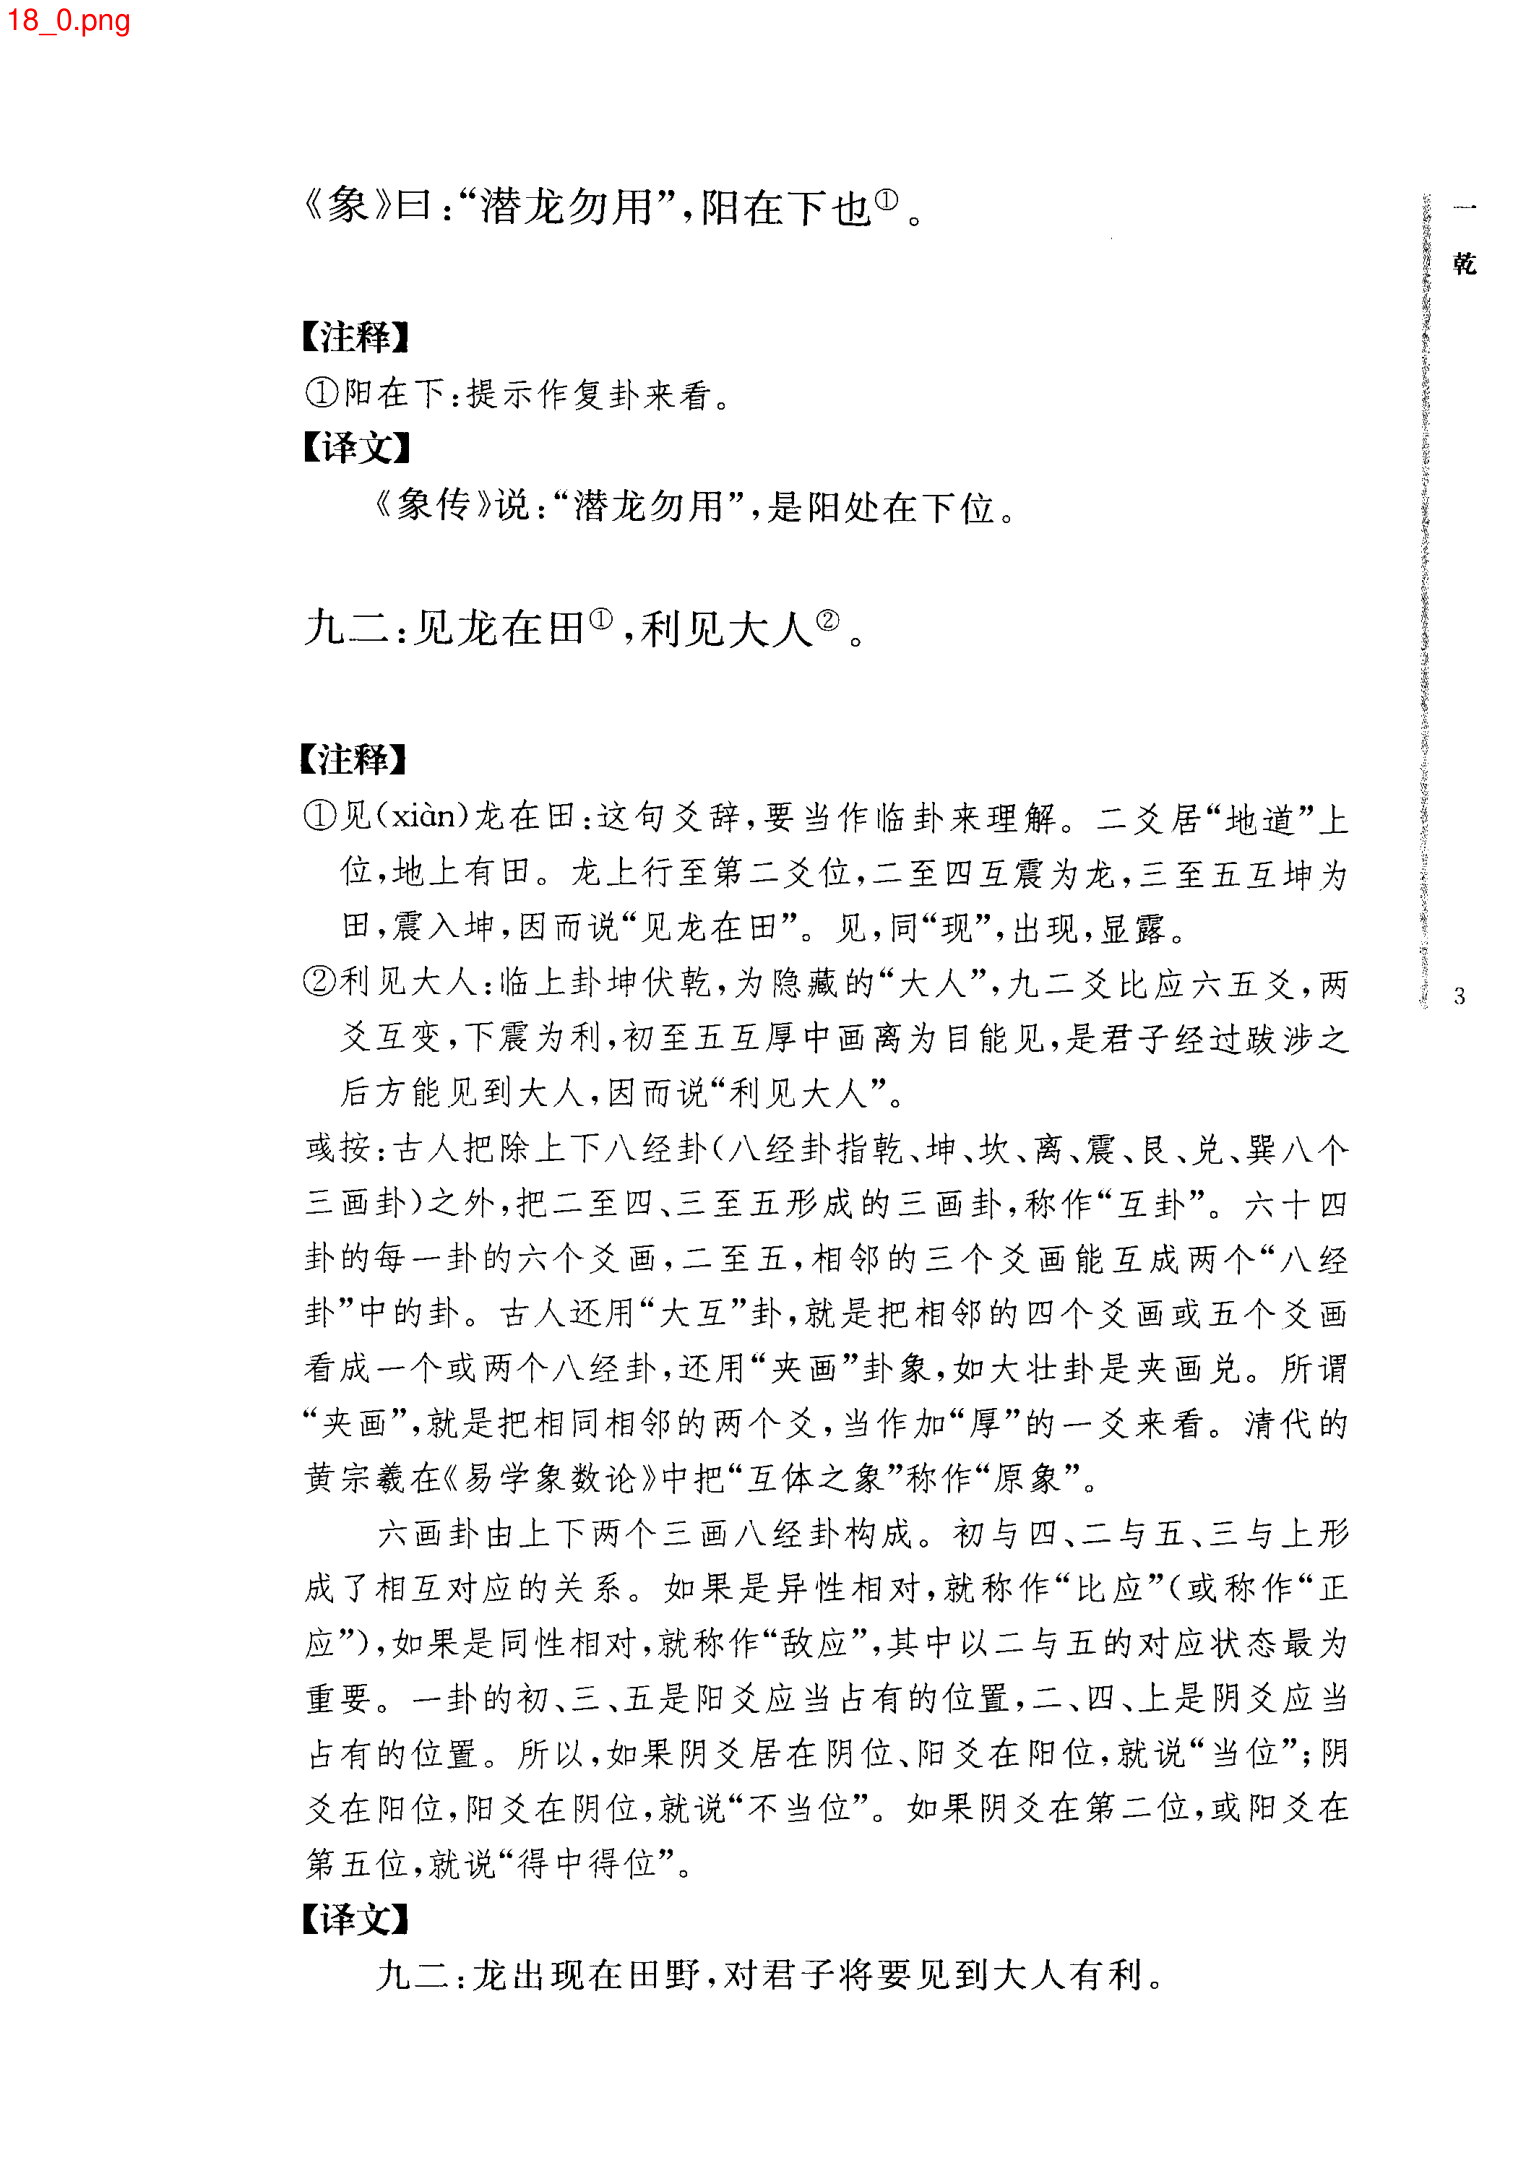 18_0.png
《象》曰:“潜龙勿用”,阳在下也①。
【注释】
①阳在下:提示作复卦来看。
【译文】
《象传》说:“潜龙勿用”,是阳处在下位。
九二:见龙在田①,利见大人②。
【注释】
①见(xiàn)龙在田:这句爻辞,要当作临卦来理解。二爻居“地道”上
位,地上有田。龙上行至第二爻位,二至四互震为龙,三至五互坤为
田,震入坤,因而说“见龙在田”。见,同“现”,出现,显露。
②利见大人:临上卦坤伏乾,为隐藏的“大人”,九二爻比应六五爻,两
爻互变,下震为利,初至五互厚中画离为目能见,是君子经过跋涉之
后方能见到大人,因而说“利见大人”。
或按:古人把除上下八经卦(八经卦指乾、坤、坎、离、震、艮、兑、巽八个
三画卦)之外,把二至四、三至五形成的三画卦,称作“互卦”。六十四
卦的每一卦的六个爻画,二至五,相邻的三个爻画能互成两个“八经
卦”中的卦。古人还用“大互”卦,就是把相邻的四个爻画或五个爻画
看成一个或两个八经卦,还用“夹画”卦象,如大壮卦是夹画兑。所谓
“夹画”,就是把相同相邻的两个爻,当作加“厚”的一爻来看。清代的
黄宗羲在《易学象数论》中把“互体之象”称作“原象”。
六画卦由上下两个三画八经卦构成。初与四、二与五、三与上形
成了相互对应的关系。如果是异性相对,就称作“比应”(或称作“正
应”),如果是同性相对,就称作“敌应”,其中以二与五的对应状态最为
重要。一卦的初、三、五是阳爻应当占有的位置,二、四、上是阴爻应当
占有的位置。所以,如果阴爻居在阴位、阳爻在阳位,就说“当位”;阴
爻在阳位,阳爻在阴位,就说“不当位”。如果阴爻在第二位,或阳爻在
第五位,就说“得中得位”。
【译文】
九二:龙出现在田野,对君子将要见到大人有利。
一 乾
3